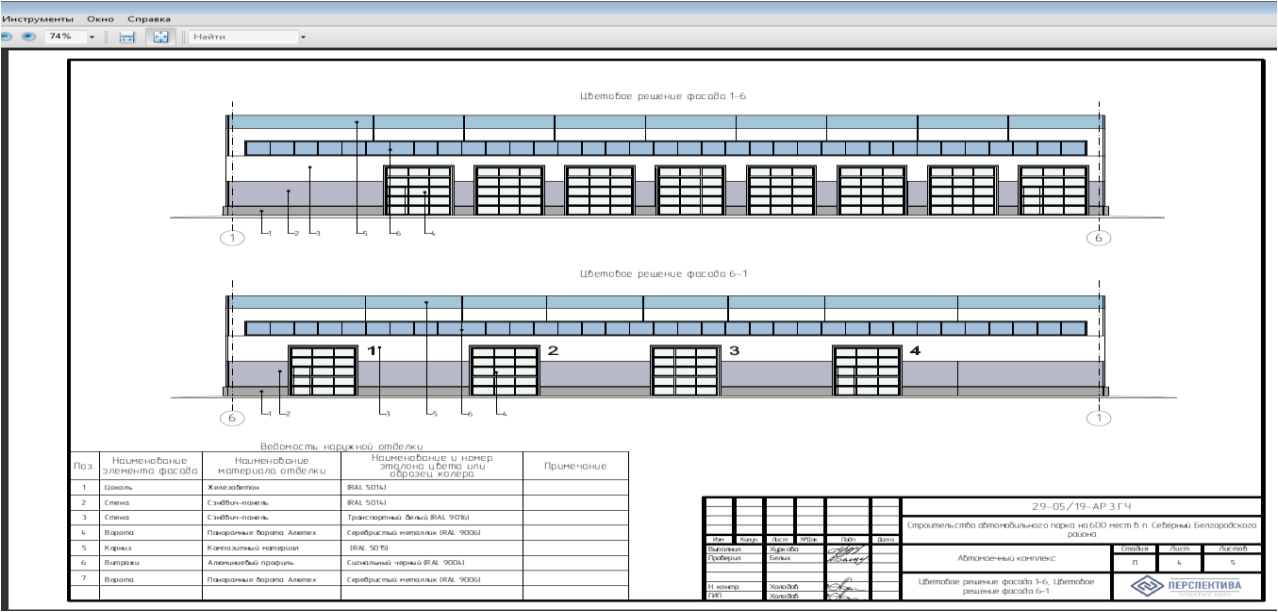 Инструменты Окно Справка
74% Найти
Цветовое решение фасада 1-6
1 2 3 5 6 4
1 6
Цветовое решение фасада 6-1
1 2 3 4
1 2 3 5 6 4
6 1
Ведомость наружной отделки
Поз. Наименование элемента фасада Наименование материала отделки Наименование и номер эталона цвета или образец колера Примечание
1 Цоколь Железобетон (RAL 5014)
2 Стена Сэндвич-панель (RAL 5014)
3 Стена Сэндвич-панель Транспортный белый (RAL 9016)
4 Ворота Панорамные ворота Алютех Серебристый металлик (RAL 9006)
5 Карниз Композитный материал (RAL 5015)
6 Витражи Алюминиевый профиль Сигнальный черный (RAL 9004)
7 Ворота Панорамные ворота Алютех Серебристый металлик (RAL 9006)
29-05/19-АР.3.ГЧ
Строительство автомобильного парка на 600 мест в п. Северный Белгородского
района
Изм. Колуч. Лист №Док. Подп. Дата
Выполнил Худкова
Проверил Белых
Н. контр. Холодов
ГИП Холодов
Автомоечный комплекс
Стадия Лист Листов
П 4 5
Цветовое решение фасада 1-6, Цветовое
решение фасада 6-1
ПЕРСПЕКТИВА